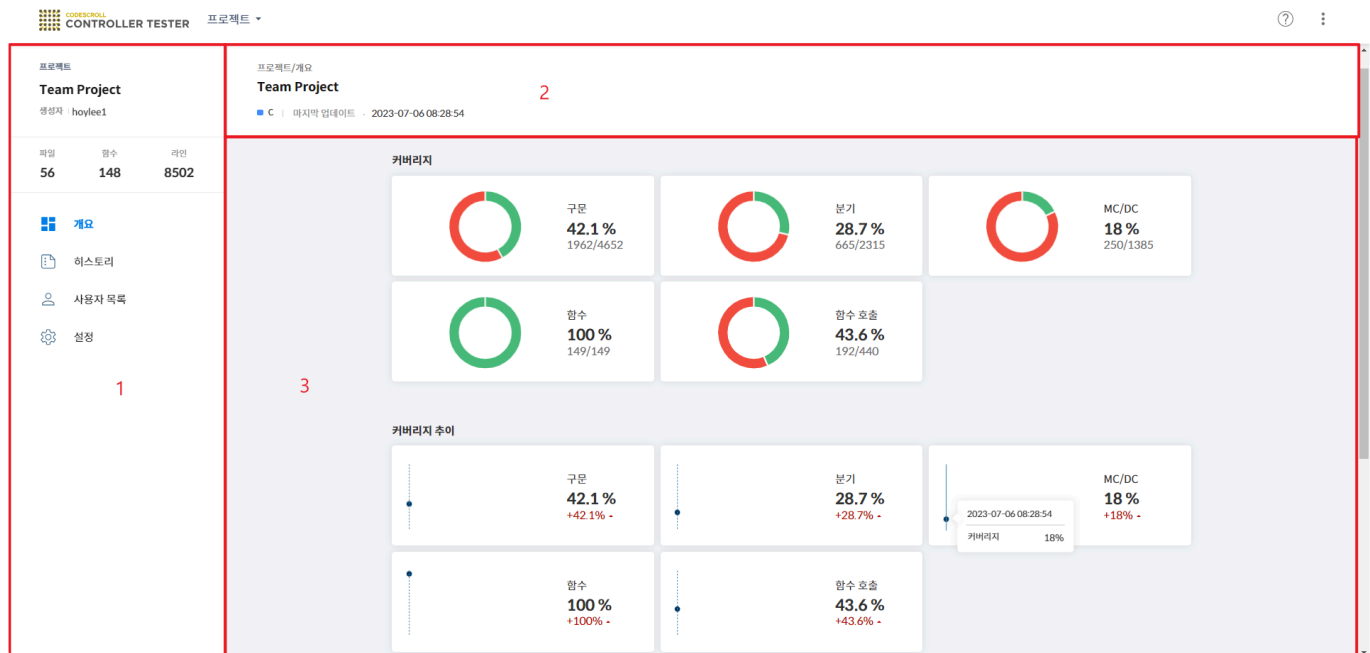 CODESCROLL
CONTROLLER TESTER
프로젝트
프로젝트
Team Project
생성자 hoylee1
파일 함수 라인
56 148 8502
개요
히스토리
사용자 목록
설정
1
프로젝트/개요
Team Project
C | 마지막 업데이트 · 2023-07-06 08:28:54
2
3
커버리지
구문
42.1 %
1962/4652
분기
28.7 %
665/2315
MC/DC
18 %
250/1385
함수
100 %
149/149
함수 호출
43.6 %
192/440
커버리지 추이
구문
42.1 %
+42.1%
분기
28.7 %
+28.7%
2023-07-06 08:28:54
커버리지 18%
MC/DC
18 %
+18%
함수
100 %
+100%
함수 호출
43.6 %
+43.6%